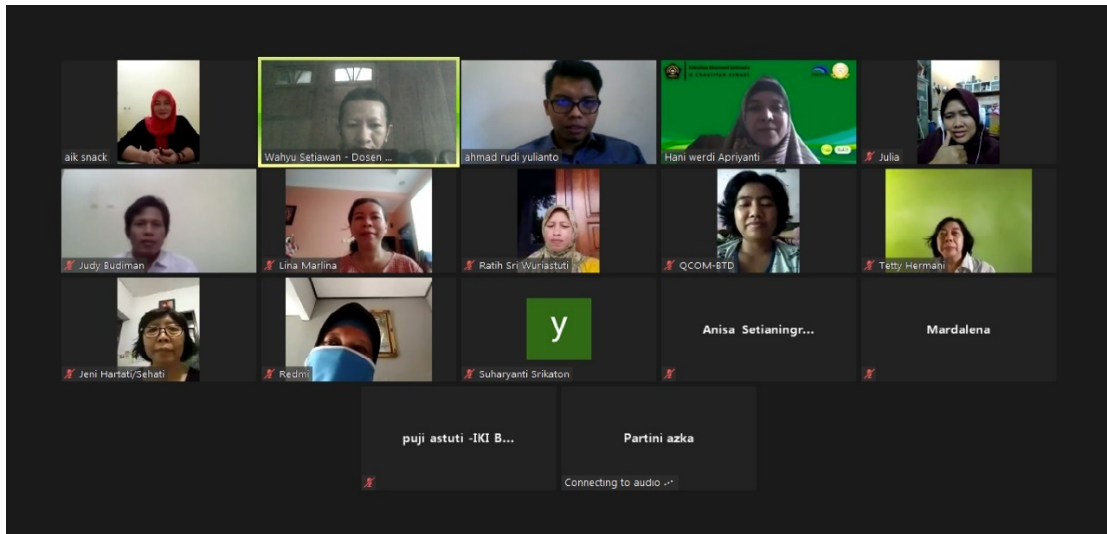 aik snack
Wahyu Setiawan - Dosen ...
ahmad rudi yulianto
Hani werdi Apriyanti
Julia
Judy Budiman
Lina Marlina
Ratih Sri Wuriastuti
QCOM-BTD
Tetty Hermani
Jeni Hartati/Sehati
Redmi
y
Suharyanti Srikaton
Anisa Setianingr...
Mardalena
puji astuti -IKI B...
Partini azka
Connecting to audio